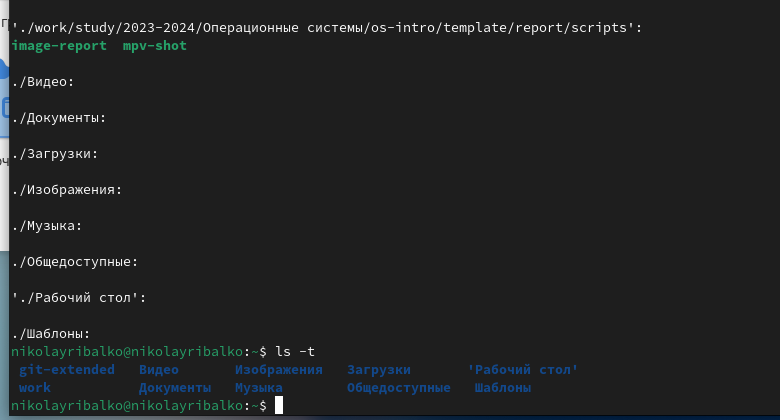 './work/study/2023-2024/Операционные системы/os-intro/template/report/scripts':
image-report  mpv-shot
./Видео:
./Документы:
./Загрузки:
./Изображения:
./Музыка:
./Общедоступные:
'./Рабочий стол':
./Шаблоны:
nikolayribalko@nikolayribalko:~$ ls -t
git-extended   Видео       Изображения   Загрузки       'Рабочий стол'
work           Документы   Музыка        Общедоступные   Шаблоны
nikolayribalko@nikolayribalko:~$